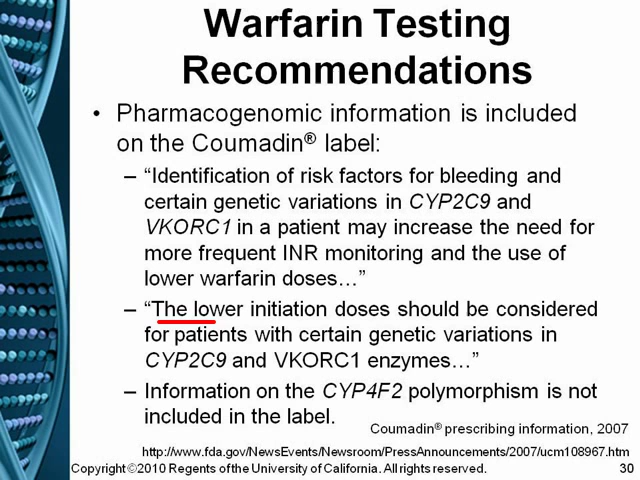 Warfarin Testing
Recommendations
• Pharmacogenomic information is included
on the Coumadin® label:
– “Identification of risk factors for bleeding and
certain genetic variations in CYP2C9 and
VKORC1 in a patient may increase the need for
more frequent INR monitoring and the use of
lower warfarin doses…”
– “The lower initiation doses should be considered
for patients with certain genetic variations in
CYP2C9 and VKORC1 enzymes…”
– Information on the CYP4F2 polymorphism is not
included in the label.
Coumadin® prescribing information, 2007
http://www.fda.gov/NewsEvents/Newsroom/PressAnnouncements/2007/ucm108967.htm
Copyright ©2010 Regents of the University of California. All rights reserved. 30